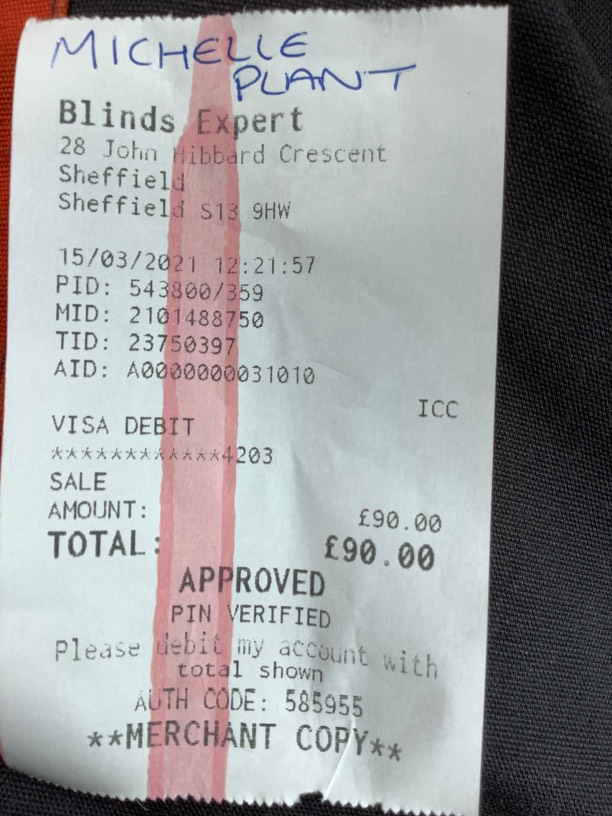 MICHELLE
PLANT
Blinds Expert
28 John Hibbard Crescent
Sheffield
Sheffield S13 9HW
15/03/2021 12:21:57
PID: 543800/359
MID: 2101488750
TID: 23750397
AID: A0000000031010
ICC
VISA DEBIT
************4203
SALE
AMOUNT: £90.00
TOTAL: £90.00
APPROVED
PIN VERIFIED
Please debit my account with
total shown
AUTH CODE: 585955
**MERCHANT COPY**